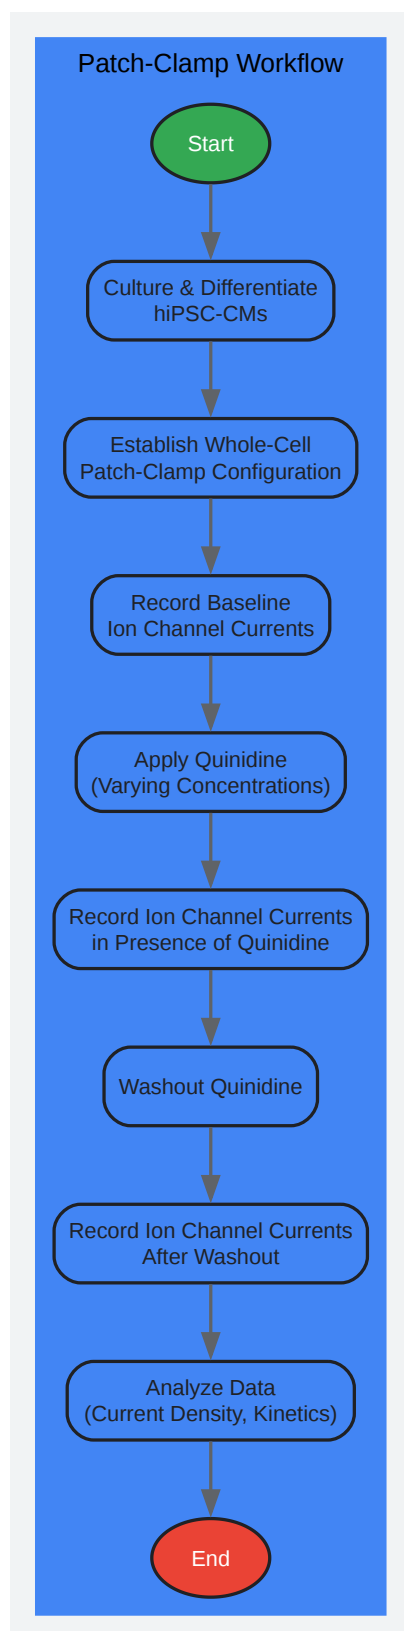 Patch-Clamp Workflow
Start
Culture & Differentiate
hiPSC-CMs
Establish Whole-Cell
Patch-Clamp Configuration
Record Baseline
Ion Channel Currents
Apply Quinidine
(Varying Concentrations)
Record Ion Channel Currents
in Presence of Quinidine
Washout Quinidine
Record Ion Channel Currents
After Washout
Analyze Data
(Current Density, Kinetics)
End